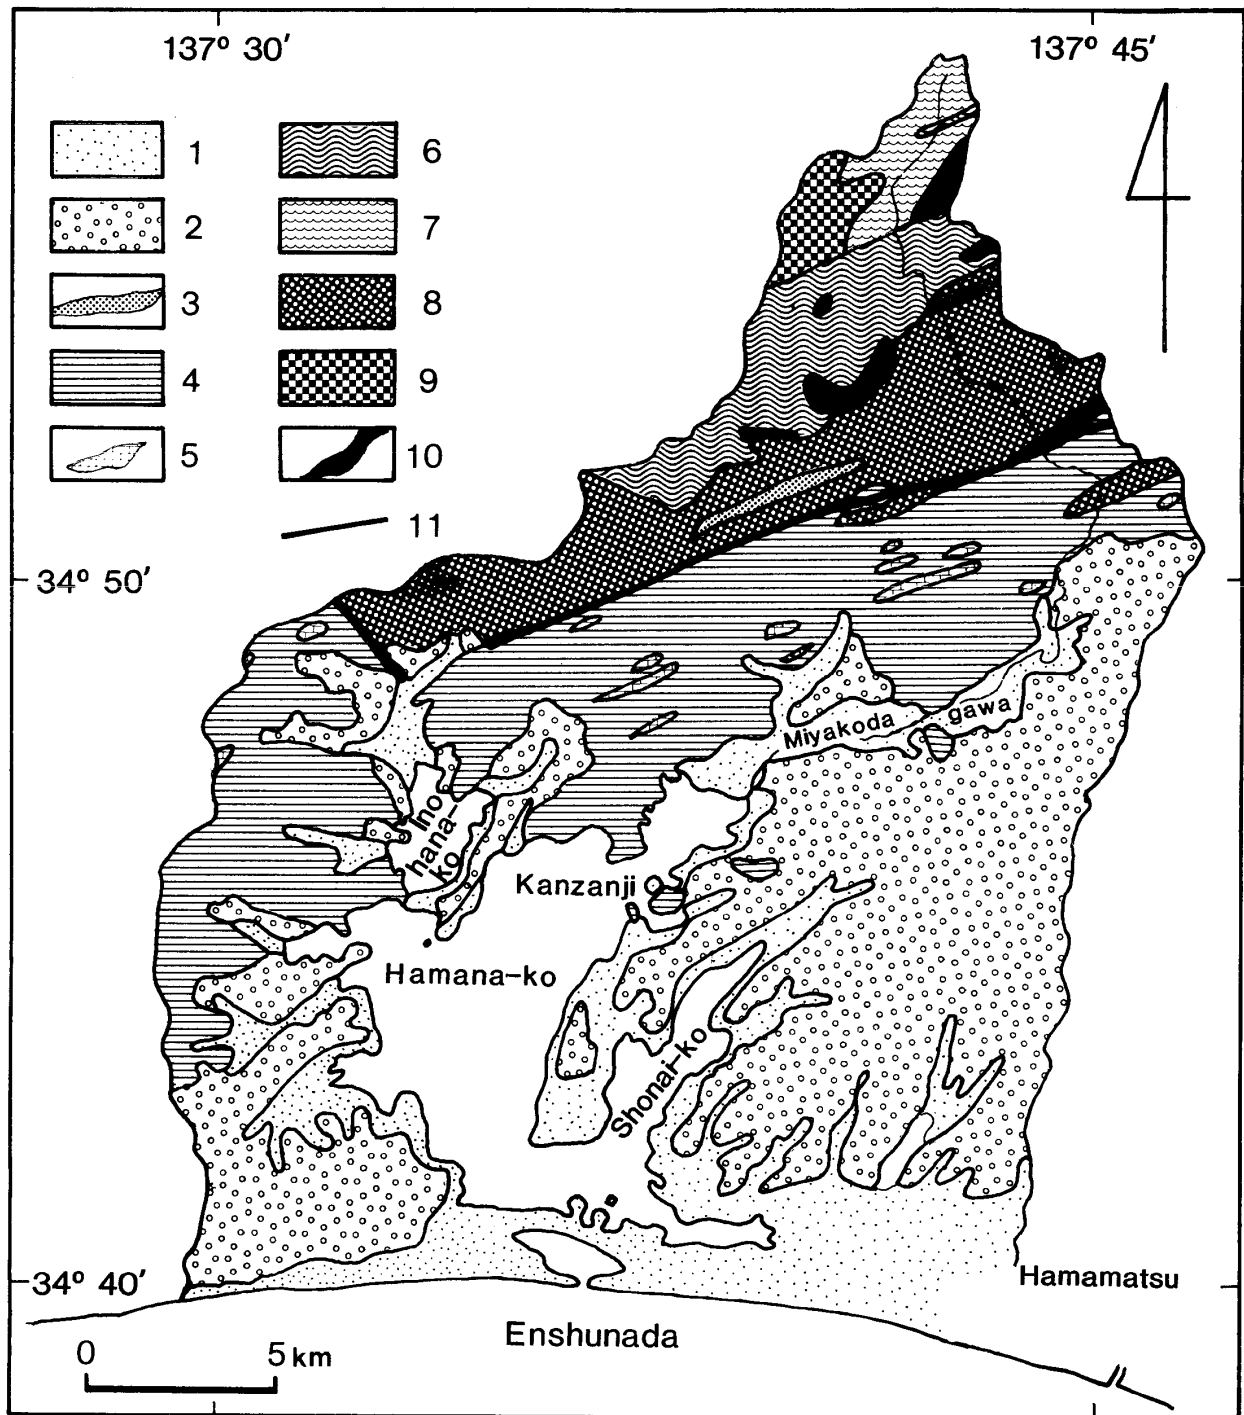 137° 30′
137° 45′
1
2
3
4
5
6
7
8
9
10
11
34° 50′
Miyakoda
gawa
Ino
hana-
ko
Kanzanji
Hamana-ko
Shonai-ko
34° 40′
Hamamatsu
Enshunada
0
5 km